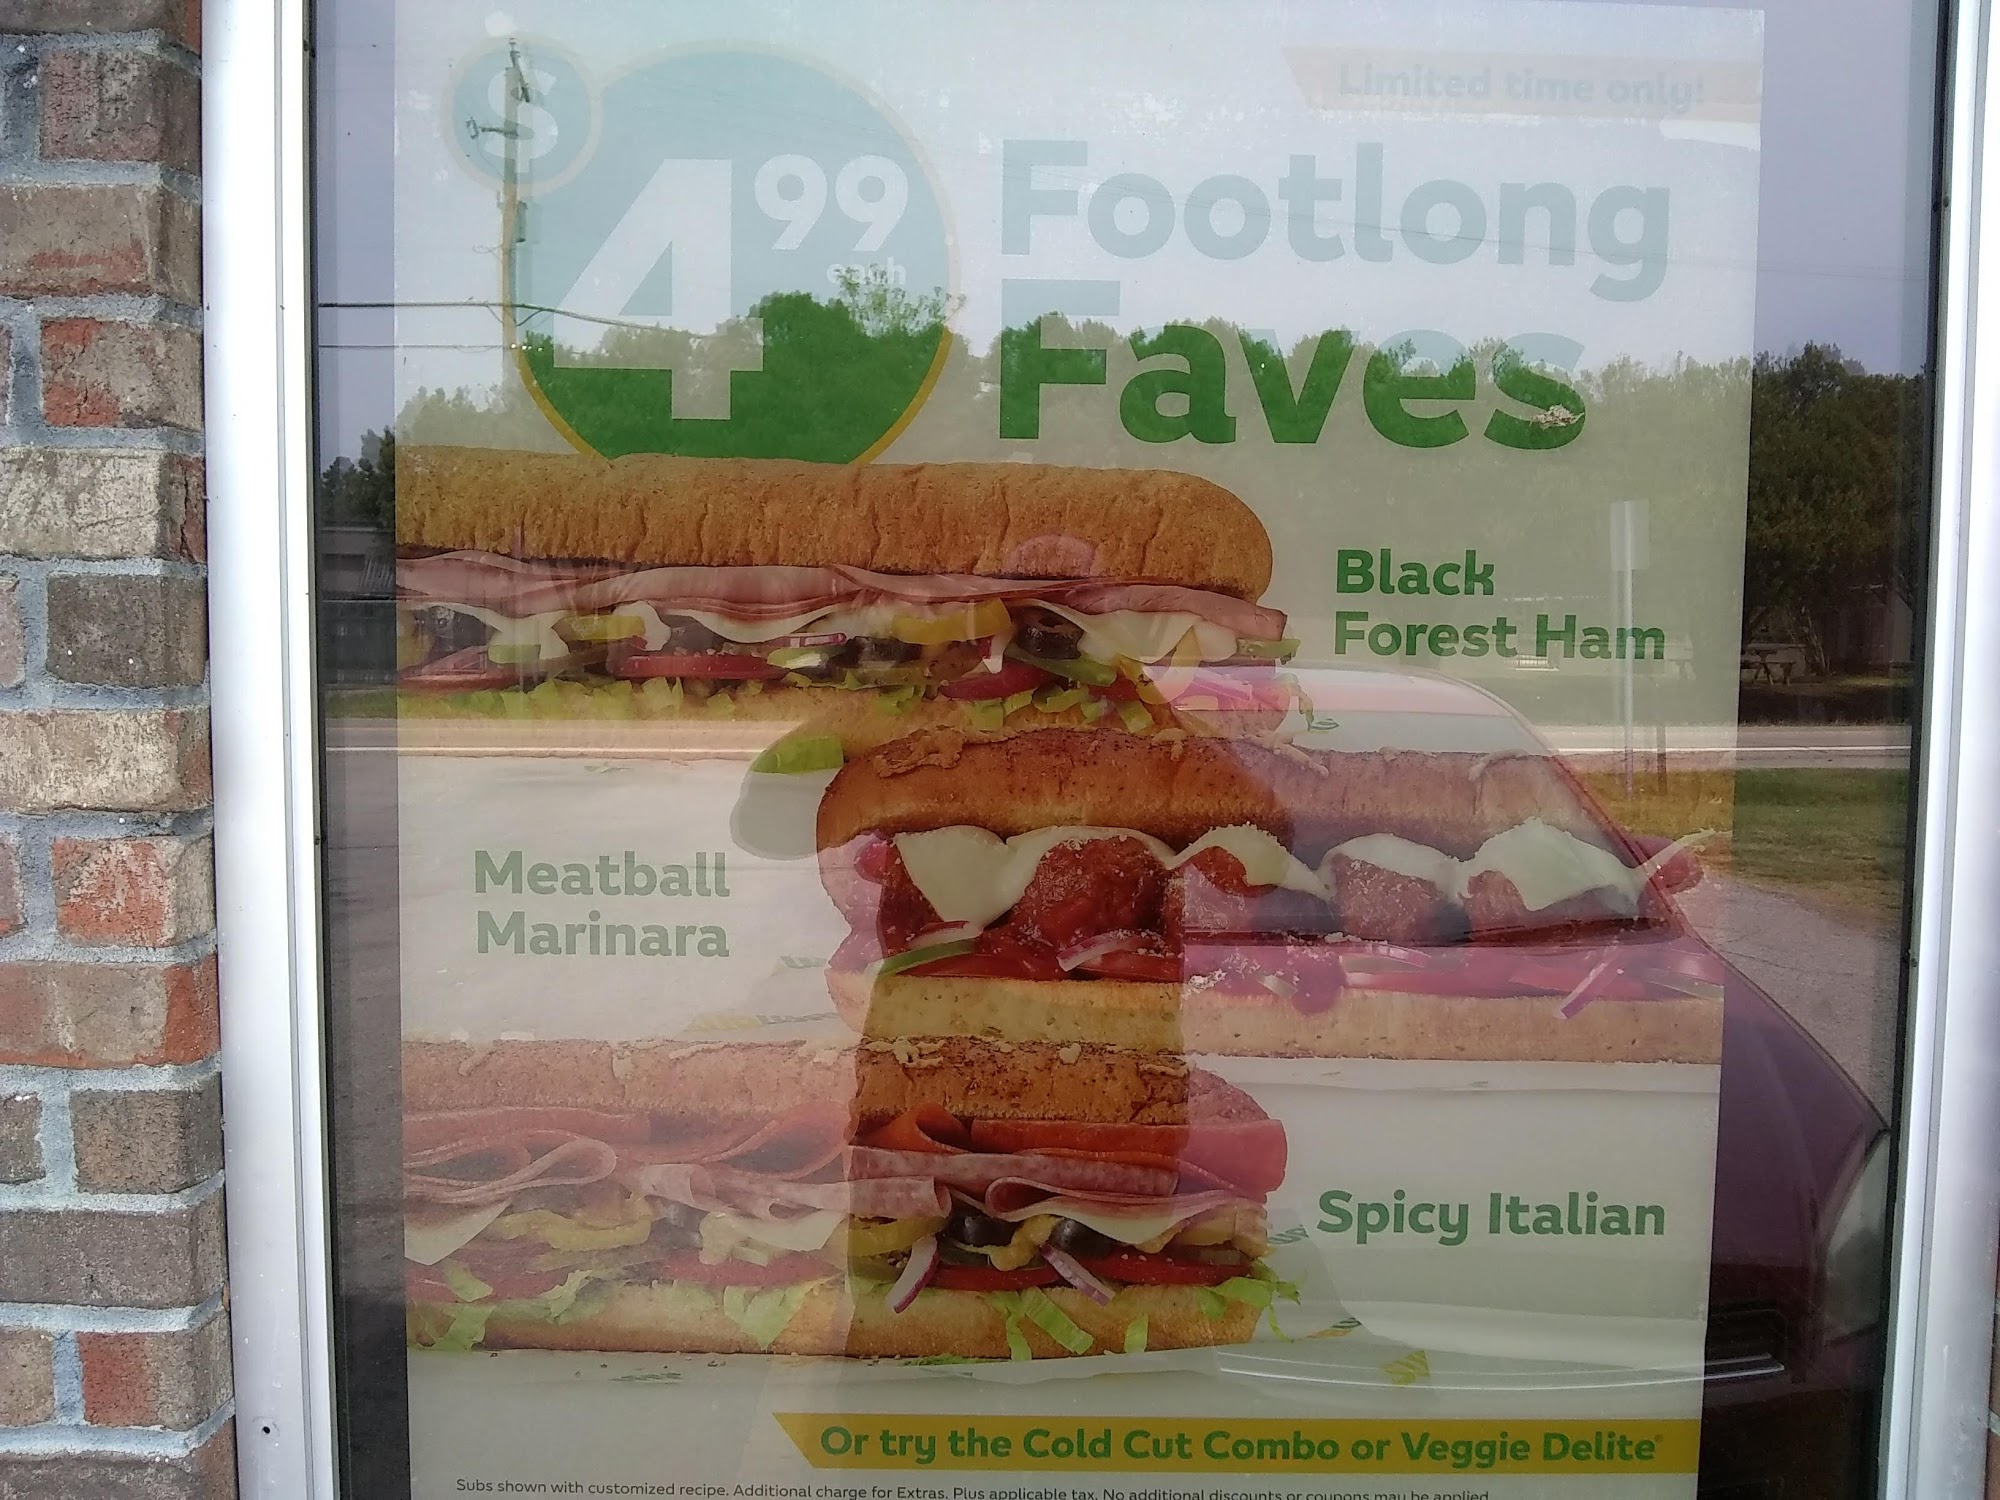 Limited time only!
$4 99
each
Footlong
Faves
Black
Forest Ham
Meatball
Marinara
Spicy Italian
Or try the Cold Cut Combo or Veggie Delite®
Subs shown with customized recipe. Additional charge for Extras. Plus applicable tax. No additional discounts or coupons may be applied.